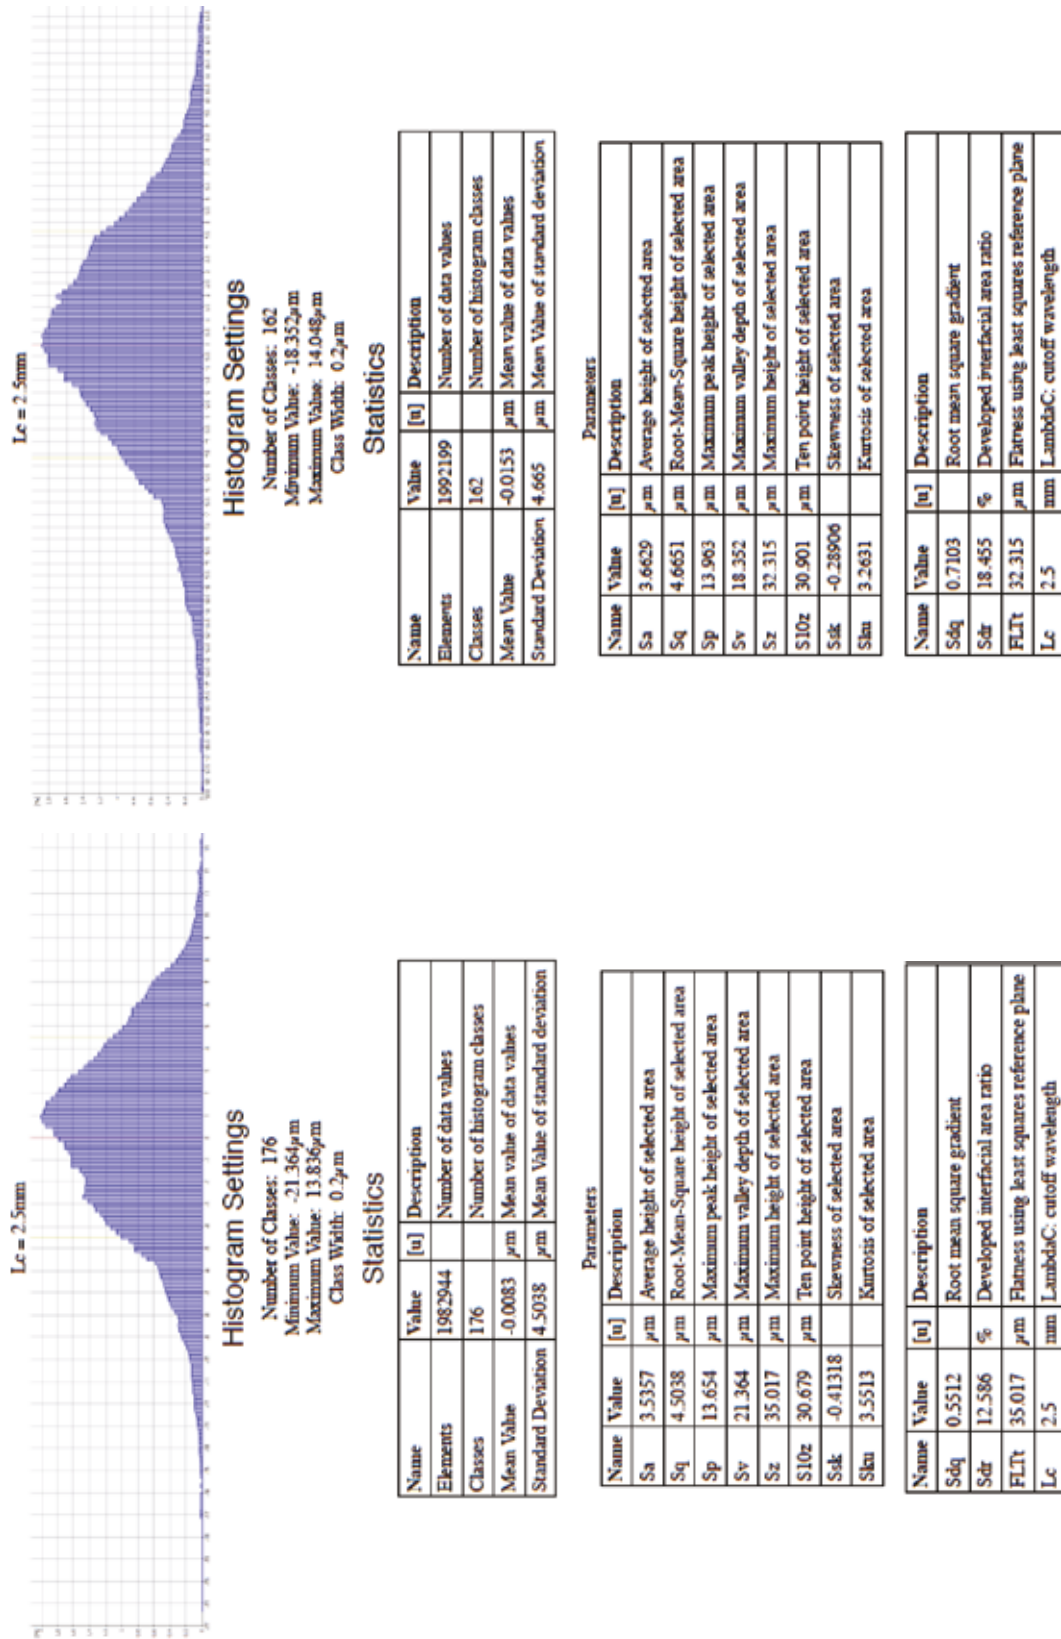 Lc = 2.5mm
Histogram Settings
Number of Classes: 176
Minimum Value: -21.364µm
Maximum Value: 13.836µm
Class Width: 0.2µm
Statistics
Name Value [u] Description
Elements 1982944 Number of data values
Classes 176 Number of histogram classes
Mean Value -0.0083 µm Mean value of data values
Standard Deviation 4.5038 µm Mean Value of standard deviation
Parameters
Name Value [u] Description
Sa 3.5357 µm Average height of selected area
Sq 4.5038 µm Root-Mean-Square height of selected area
Sp 13.654 µm Maximum peak height of selected area
Sv 21.364 µm Maximum valley depth of selected area
Sz 35.017 µm Maximum height of selected area
S10z 30.679 µm Ten point height of selected area
Ssk -0.41318 Skewness of selected area
Sku 3.5513 Kurtosis of selected area
Name Value [u] Description
Sdq 0.5512 Root mean square gradient
Sdr 12.586 % Developed interfacial area ratio
FLTt 35.017 µm Flatness using least squares reference plane
Lc 2.5 mm LambdaC: cutoff wavelength
Lc = 2.5mm
Histogram Settings
Number of Classes: 162
Minimum Value: -18.352µm
Maximum Value: 14.048µm
Class Width: 0.2µm
Statistics
Name Value [u] Description
Elements 1992199 Number of data values
Classes 162 Number of histogram classes
Mean Value -0.0153 µm Mean value of data values
Standard Deviation 4.665 µm Mean Value of standard deviation
Parameters
Name Value [u] Description
Sa 3.6629 µm Average height of selected area
Sq 4.6651 µm Root-Mean-Square height of selected area
Sp 13.963 µm Maximum peak height of selected area
Sv 18.352 µm Maximum valley depth of selected area
Sz 32.315 µm Maximum height of selected area
S10z 30.901 µm Ten point height of selected area
Ssk -0.28906 Skewness of selected area
Sku 3.2631 Kurtosis of selected area
Name Value [u] Description
Sdq 0.7103 Root mean square gradient
Sdr 18.455 % Developed interfacial area ratio
FLTt 32.315 µm Flatness using least squares reference plane
Lc 2.5 mm LambdaC: cutoff wavelength